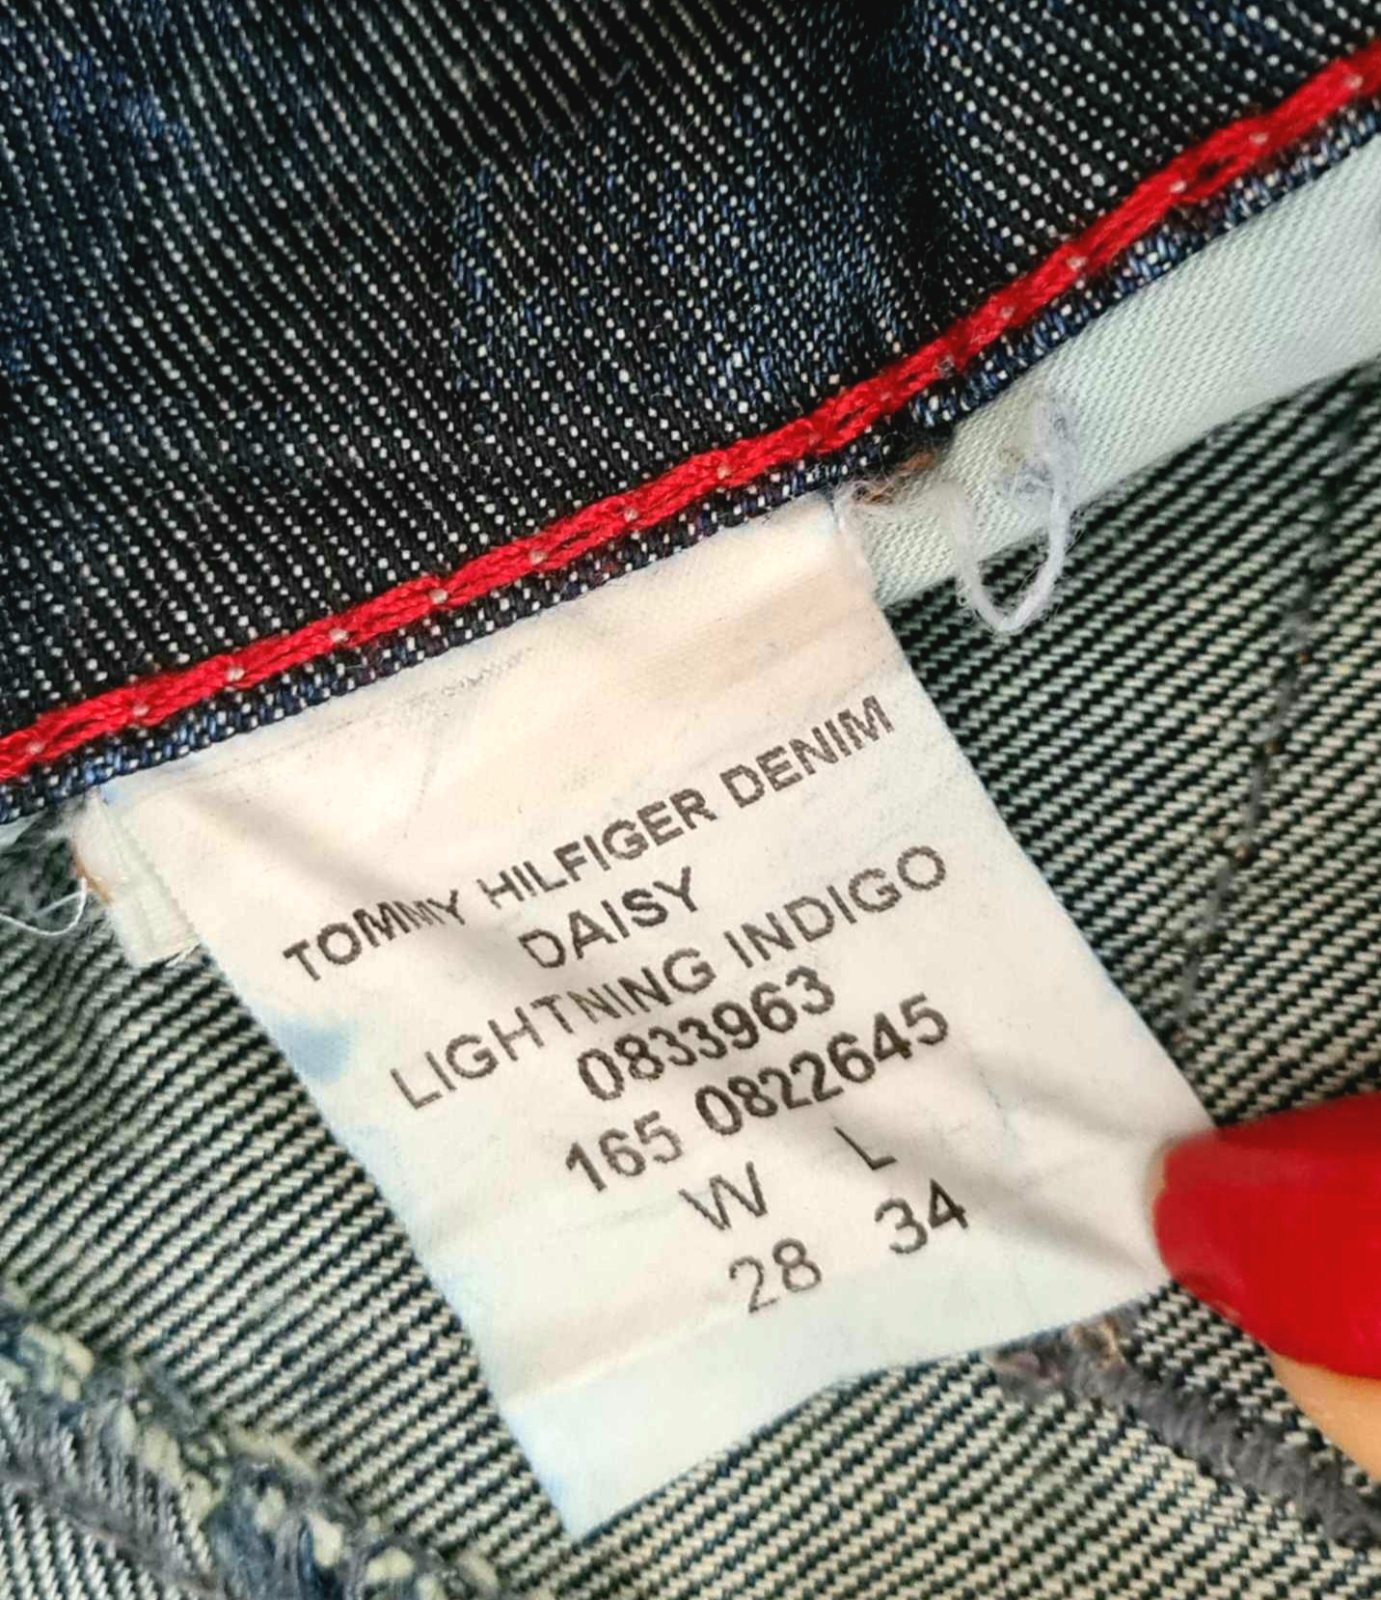 TOMMY HILFIGER DENIM
DAISY
LIGHTNING INDIGO
0833963
165 0822645
W L
28 34